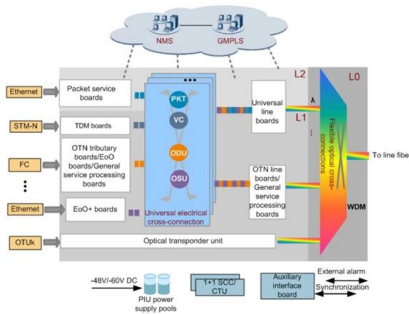 NMS
GMPLS
L2
L0
Ethernet
Packet service
boards
PKT
Universal
line boards
λ
L1
STM-N
TDM boards
VC
FC
OTN tributary
boards/EoO
boards/General
service processing
boards
ODU
Flexible optical cross-
connections
To line fibe
OTN line
boards/
General
service
processing
boards
OSU
Ethernet
EoO+ boards
Universal electrical
cross-connection
WDM
OTUk
Optical transponder unit
-48V/-60V DC
PIU power
supply pools
1+1 SCC/
CTU
Auxiliary
interface
board
External alarm
Synchronization